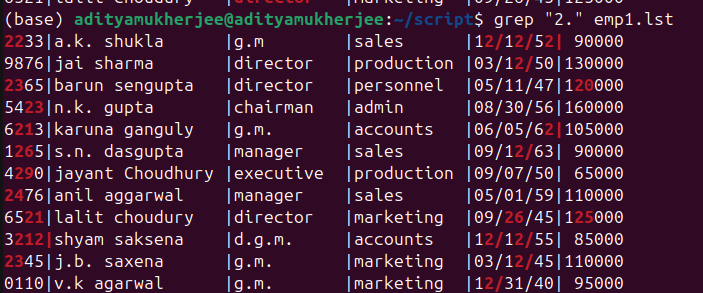 (base) adityamukherjee@adityamukherjee:~/script$ grep "2." emp1.lst
2233|a.k. shukla      |g.m       |sales     |12/12/52| 90000
9876|jai sharma       |director  |production|03/12/50|130000
2365|barun sengupta   |director  |personnel |05/11/47|120000
5423|n.k. gupta       |chairman  |admin     |08/30/56|160000
6213|karuna ganguly   |g.m.      |accounts  |06/05/62|105000
1265|s.n. dasgupta    |manager   |sales     |09/12/63| 90000
4290|jayant Choudhury |executive |production|09/07/50| 65000
2476|anil aggarwal    |manager   |sales     |05/01/59|110000
6521|lalit choudury   |director  |marketing |09/26/45|125000
3212|shyam saksena    |d.g.m.    |accounts  |12/12/55| 85000
2345|j.b. saxena      |g.m.      |marketing |03/12/45|110000
0110|v.k agarwal      |g.m.      |marketing |12/31/40| 95000